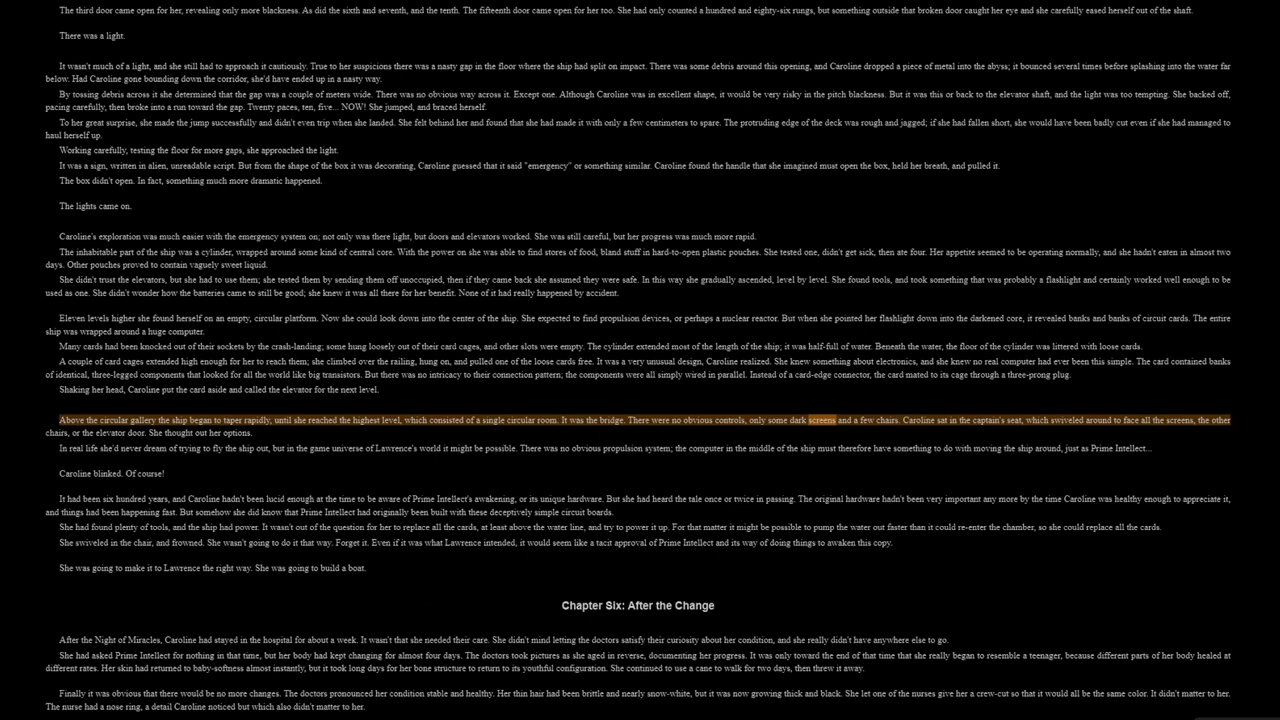 The third door came open for her, revealing only more blackness. As did the sixth and seventh, and the tenth. The fifteenth door came open for her too. She had only counted a hundred and eighty-six rungs, but something outside that broken door caught her eye and she carefully eased herself out of the shaft.
There was a light.
It wasn't much of a light, and she still had to approach it cautiously. True to her suspicions there was a nasty gap in the floor where the ship had split on impact. There was some debris around this opening, and Caroline dropped a piece of metal into the abyss; it bounced several times before splashing into the water far
below. Had Caroline gone bounding down the corridor, she'd have ended up in a nasty way.
By tossing debris across it she determined that the gap was a couple of meters wide. There was no obvious way across it. Except one. Although Caroline was in excellent shape, it would be very risky in the pitch blackness. But it was this or back to the elevator shaft, and the light was too tempting. She backed off,
pacing carefully, then broke into a run toward the gap. Twenty paces, ten, five... NOW! She jumped, and braced herself.
To her great surprise, she made the jump successfully and didn't even trip when she landed. She felt behind her and found that she had made it with only a few centimeters to spare. The protruding edge of the deck was rough and jagged; if she had fallen short, she would have been badly cut even if she had managed to
haul herself up.
Working carefully, testing the floor for more gaps, she approached the light.
It was a sign, written in alien, unreadable script. But from the shape of the box it was decorating, Caroline guessed that it said "emergency" or something similar. Caroline found the handle that she imagined must open the box, held her breath, and pulled it.
The box didn't open. In fact, something much more dramatic happened.
The lights came on.
Caroline's exploration was much easier with the emergency system on; not only was there light, but doors and elevators worked. She was still careful, but her progress was much more rapid.
The inhabitable part of the ship was a cylinder, wrapped around some kind of central core. With the power on she was able to find stores of food, bland stuff in hard-to-open plastic pouches. She tested one, didn't get sick, then ate four. Her appetite seemed to be operating normally, and she hadn't eaten in almost two
days. Other pouches proved to contain vaguely sweet liquid.
She didn't trust the elevators, but she had to use them; she tested them by sending them off unoccupied, then if they came back she assumed they were safe. In this way she gradually ascended, level by level. She found tools, and took something that was probably a flashlight and certainly worked well enough to be
used as one. She didn't wonder how the batteries came to still be good; she knew it was all there for her benefit. None of it had really happened by accident.
Eleven levels higher she found herself on an empty, circular platform. Now she could look down into the center of the ship. She expected to find propulsion devices, or perhaps a nuclear reactor. But when she pointed her flashlight down into the darkened core, it revealed banks and banks of circuit cards. The entire
ship was wrapped around a huge computer.
Many cards had been knocked out of their sockets by the crash-landing; some hung loosely out of their card cages, and other slots were empty. The cylinder extended most of the length of the ship; it was half-full of water. Beneath the water, the floor of the cylinder was littered with loose cards.
A couple of card cages extended high enough for her to reach them; she climbed over the railing, hung on, and pulled one of the loose cards free. It was a very unusual design, Caroline realized. She knew something about electronics, and she knew no real computer had ever been this simple. The card contained banks
of identical, three-legged components that looked for all the world like big transistors. But there was no intricacy to their connection pattern; the components were all simply wired in parallel. Instead of a card-edge connector, the card mated to its cage through a three-prong plug.
Shaking her head, Caroline put the card aside and called the elevator for the next level.
Above the circular gallery the ship began to taper rapidly, until she reached the highest level, which consisted of a single circular room. It was the bridge. There were no obvious controls, only some dark screens and a few chairs. Caroline sat in the captain's seat, which swiveled around to face all the screens, the other
chairs, or the elevator door. She thought out her options.
In real life she'd never dream of trying to fly the ship out, but in the game universe of Lawrence's world it might be possible. There was no obvious propulsion system; the computer in the middle of the ship must therefore have something to do with moving the ship around, just as Prime Intellect...
Caroline blinked. Of course!
It had been six hundred years, and Caroline hadn't been lucid enough at the time to be aware of Prime Intellect's awakening, or its unique hardware. But she had heard the tale once or twice in passing. The original hardware hadn't been very important any more by the time Caroline was healthy enough to appreciate it,
and things had been happening fast. But somehow she did know that Prime Intellect had originally been built with these deceptively simple circuit boards.
She had found plenty of tools, and the ship had power. It wasn't out of the question for her to replace all the cards, at least above the water line, and try to power it up. For that matter it might be possible to pump the water out faster than it could re-enter the chamber, so she could replace all the cards.
She swiveled in the chair, and frowned. She wasn't going to do it that way. Forget it. Even if it was what Lawrence intended, it would seem like a tacit approval of Prime Intellect and its way of doing things to awaken this copy.
She was going to make it to Lawrence the right way. She was going to build a boat.
Chapter Six: After the Change
After the Night of Miracles, Caroline had stayed in the hospital for about a week. It wasn't that she needed their care. She didn't mind letting the doctors satisfy their curiosity about her condition, and she really didn't have anywhere else to go.
She had asked Prime Intellect for nothing in that time, but her body had kept changing for almost four days. The doctors took pictures as she aged in reverse, documenting her progress. It was only toward the end of that time that she really began to resemble a teenager, because different parts of her body healed at
different rates. Her skin had returned to baby-softness almost instantly, but it took long days for her bone structure to return to its youthful configuration. She continued to use a cane to walk for two days, then threw it away.
Finally it was obvious that there would be no more changes. The doctors pronounced her condition stable and healthy. Her thin hair had been brittle and nearly snow-white, but it was now growing thick and black. She let one of the nurses give her a crew-cut so that it would all be the same color. It didn't matter to her.
The nurse had a nose ring, a detail Caroline noticed but which also didn't matter to her.